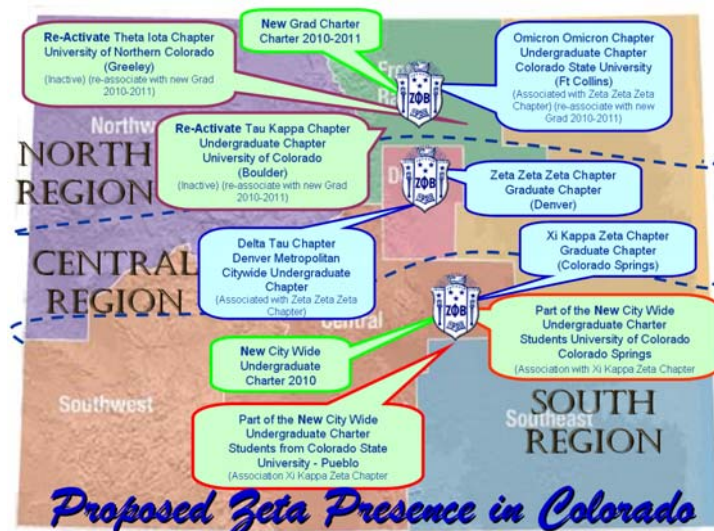 Re-Activate Theta Iota Chapter
University of Northern Colorado
(Greeley)
(Inactive) (re-associate with new Grad
2010-2011)
New Grad Charter
Charter 2010-2011
Omicron Omicron Chapter
Undergraduate Chapter
Colorado State University
(Ft Collins)
(Associated with Zeta Zeta Zeta
Chapter) (re-associate with new
Grad 2010-2011)
ZΦB
Northw
Re-Activate Tau Kappa Chapter
Undergraduate Chapter
University of Colorado
(Boulder)
(Inactive) (re-associate with new Grad
2010-2011)
NORTH
REGION
ZΦB
Zeta Zeta Zeta Chapter
Graduate Chapter
(Denver)
Delta Tau Chapter
Denver Metropolitan
Citywide Undergraduate
Chapter
(Associated with Zeta Zeta Zeta
Chapter)
CENTRAL
REGION
Xi Kappa Zeta Chapter
Graduate Chapter
(Colorado Springs)
ZΦB
Central
Part of the New City Wide
Undergraduate Charter
Students University of Colorado
Colorado Springs
(Association with Xi Kappa Zeta Chapter
New City Wide
Undergraduate
Charter 2010
Southwest
Part of the New City Wide
Undergraduate Charter
Students from Colorado State
University - Pueblo
(Association Xi Kappa Zeta Chapter
Southeast
SOUTH
REGION
Proposed Zeta Presence in Colorado